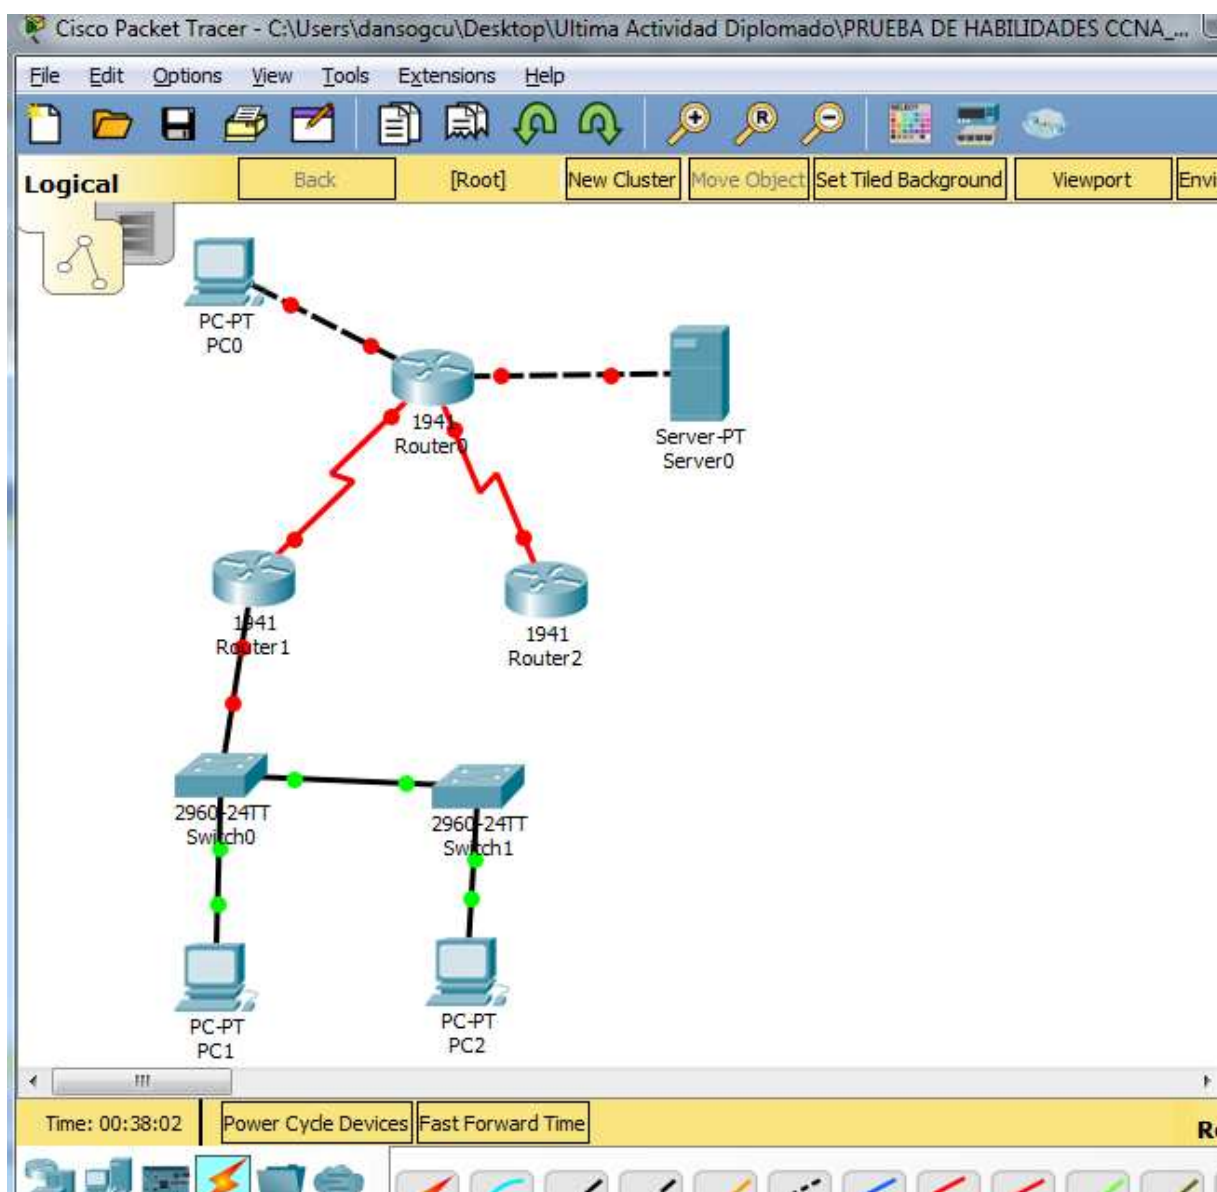 Cisco Packet Tracer - C:\Users\dansogcu\Desktop\Ultima Actividad Diplomado\PRUEBA DE HABILIDADES CCNA_...
File Edit Options View Tools Extensions Help
Logical Back [Root] New Cluster Move Object Set Tiled Background Viewport Envi
PC-PT
PC0
1941
Router0
Server-PT
Server0
1941
Router1
1941
Router2
2960-24TT
Switch0
2960-24TT
Switch1
PC-PT
PC1
PC-PT
PC2
Time: 00:38:02 Power Cycle Devices Fast Forward Time Re